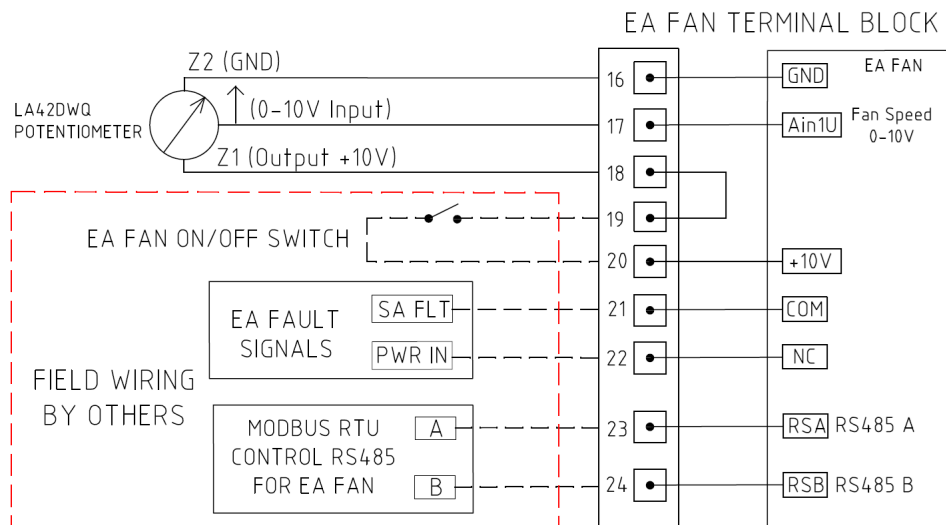 EA FAN TERMINAL BLOCK
Z2 (GND)
16
GND
EA FAN
LA42DWQ
POTENTIOMETER
(0-10V Input)
17
Ain1U
Fan Speed
0-10V
Z1 (Output +10V)
18
19
EA FAN ON/OFF SWITCH
20
+10V
EA FAULT
SIGNALS
SA FLT
21
COM
PWR IN
22
NC
FIELD WIRING
BY OTHERS
MODBUS RTU
CONTROL RS485
FOR EA FAN
A
23
RSA RS485 A
B
24
RSB RS485 B